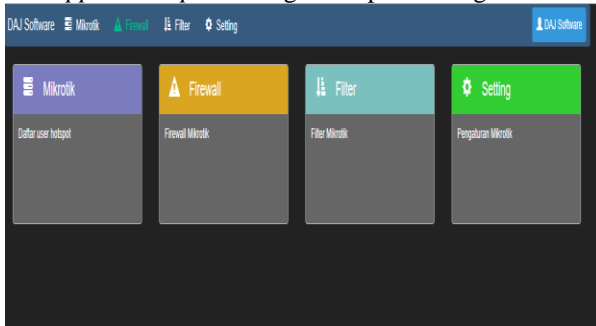 DAJ Software Mikrotik Firewall Filter Setting DAJ Software
Mikrotik Firewall Filter Setting
Daftar user hotspot Firewall Mikrotik Filter Mikrotik Pengaturan Mikrotik